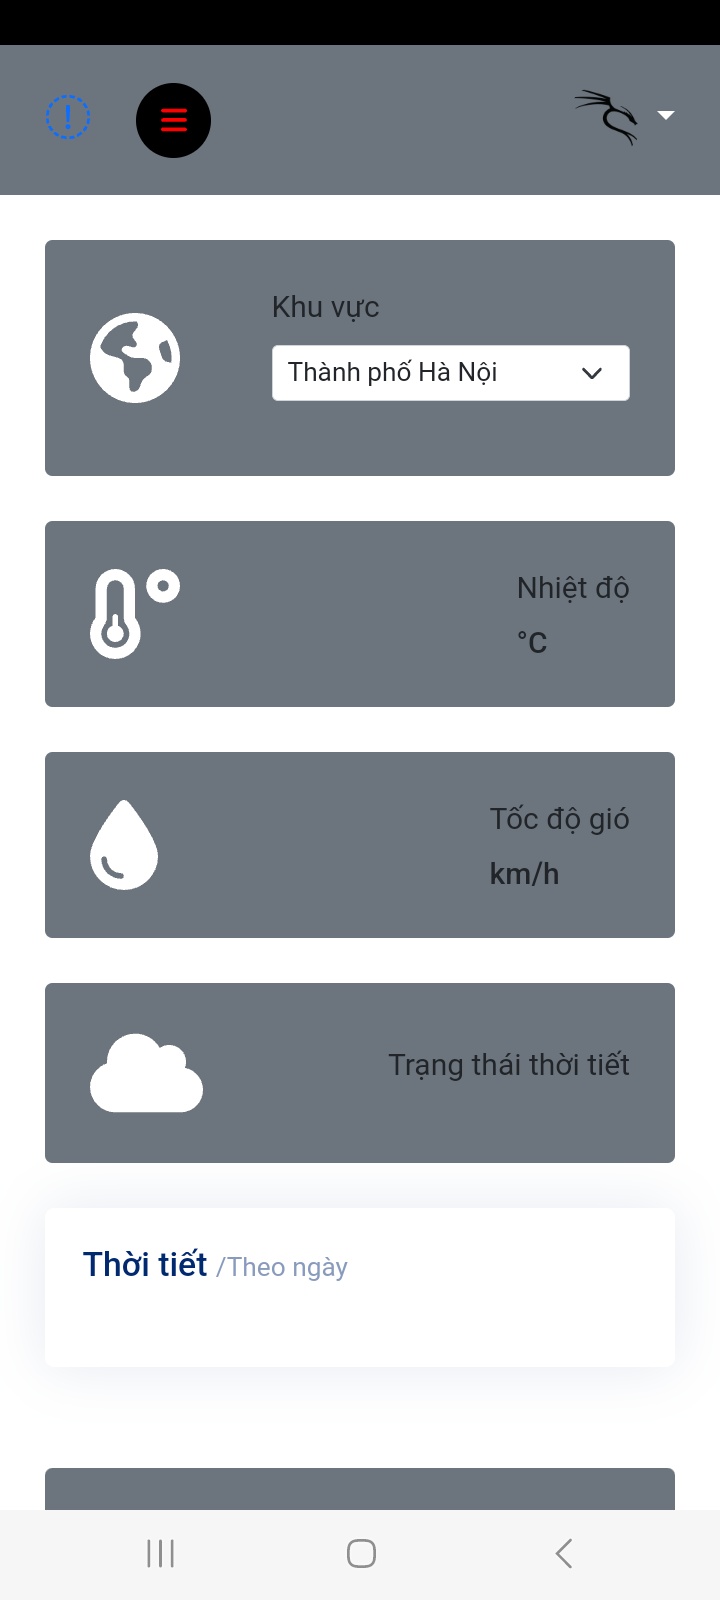 Khu vực
Thành phố Hà Nội
Nhiệt độ
°C
Tốc độ gió
km/h
Trạng thái thời tiết
Thời tiết /Theo ngày